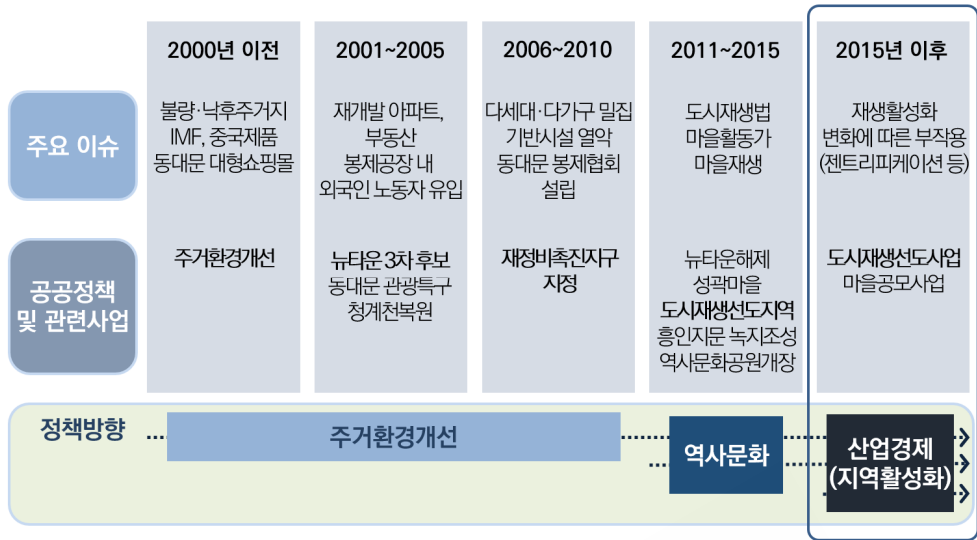 2000년 이전
2001~2005
2006~2010
2011~2015
2015년 이후
주요 이슈
불량·낙후주거지
IMF, 중국제품
동대문 대형쇼핑몰
재개발 아파트,
부동산
봉제공장 내
외국인 노동자 유입
다세대·다가구 밀집
기반시설 열악
동대문 봉제협회
설립
도시재생법
마을활동가
마을재생
재생활성화
변화에 따른 부작용
(젠트리피케이션 등)
공공정책
및 관련사업
주거환경개선
뉴타운 3차 후보
동대문 관광특구
청계천복원
재정비촉진지구
지정
뉴타운해제
성곽마을
도시재생선도지역
흥인지문 녹지조성
역사문화공원개장
도시재생선도사업
마을공모사업
정책방향
주거환경개선
역사문화
산업경제
(지역활성화)